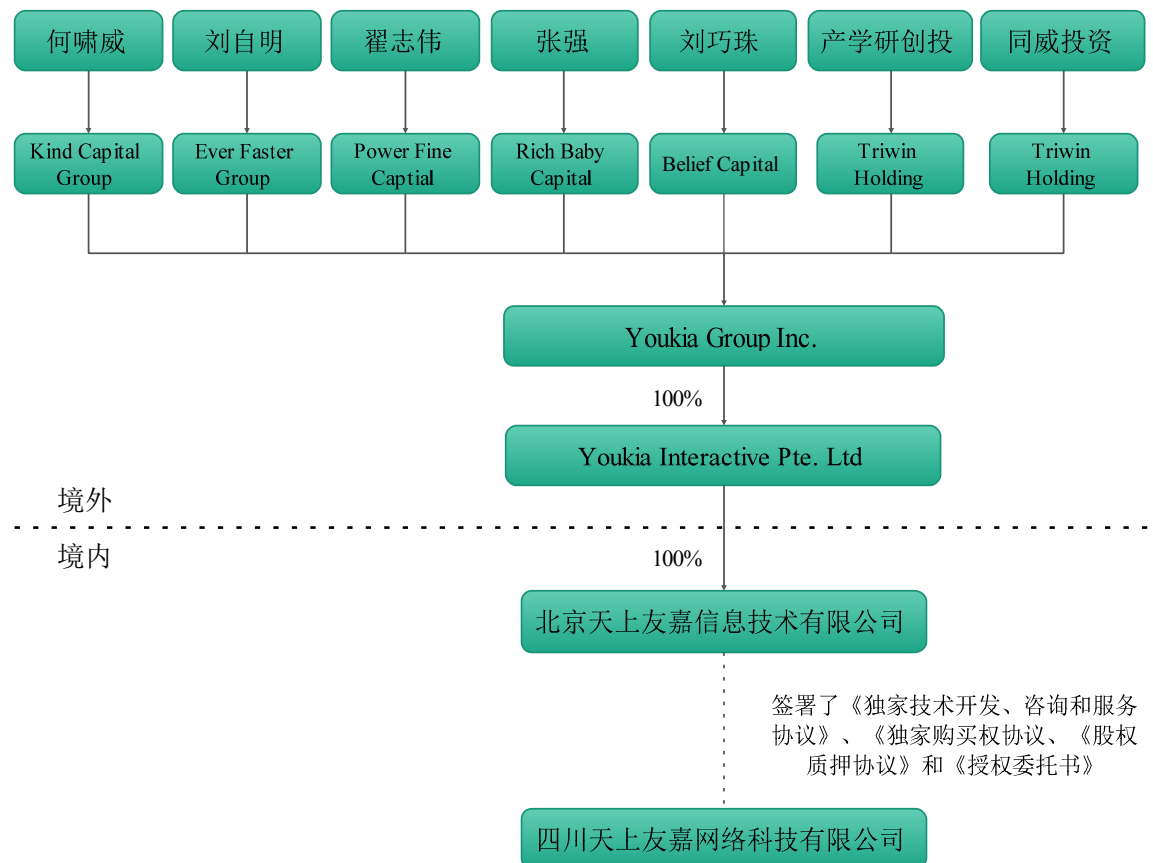 何啸威
刘自明
翟志伟
张强
刘巧珠
产学研创投
同威投资
Kind Capital
Group
Ever Faster
Group
Power Fine
Captial
Rich Baby
Capital
Belief Capital
Triwin
Holding
Triwin
Holding
Youkia Group Inc.
100%
Youkia Interactive Pte. Ltd
境外
境内
100%
北京天上友嘉信息技术有限公司
签署了《独家技术开发、咨询和服务
协议》、《独家购买权协议、《股权
质押协议》和《授权委托书》
四川天上友嘉网络科技有限公司